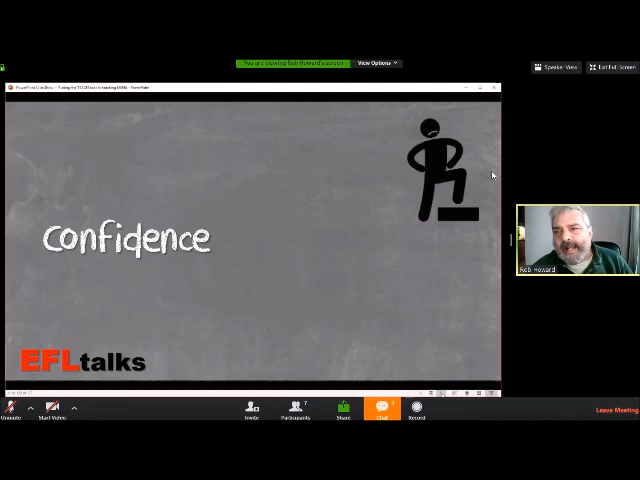 You are viewing Rob Howard's screen
View Options
Speaker View
Exit Full Screen
confidence
EFLtalks
Rob Howard
Unmute
Start Video
Invite
Participants
7
Share
Chat
Record
Leave Meeting